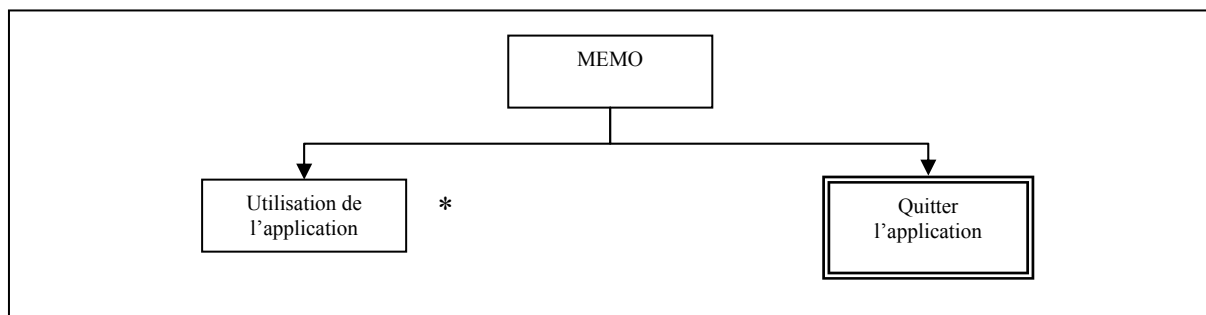 MEMO
Utilisation de
l’application
*
Quitter
l’application